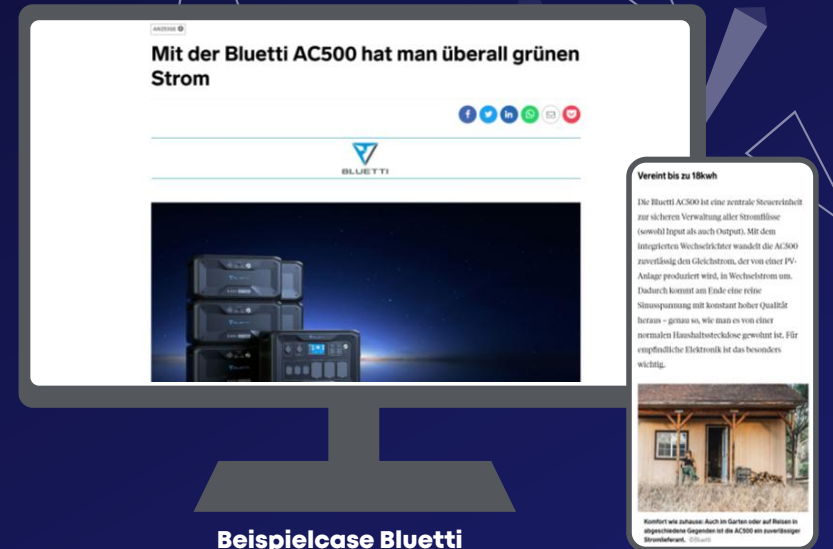 ANZEIGE
Mit der Bluetti AC500 hat man überall grünen
Strom
BLUETTI
Vereint bis zu 18kwh
Die Bluetti AC500 ist eine zentrale Steuereinheit
zur sicheren Verwaltung aller Stromflüsse
(sowohl Input als auch Output). Mit dem
integrierten Wechselrichter wandelt die AC500
zuverlässig den Gleichstrom, der von einer PV-
Anlage produziert wird, in Wechselstrom um.
Dadurch kommt am Ende eine reine
Sinusspannung mit konstant hoher Qualität
heraus – genau so, wie man es von einer
normalen Haushaltssteckdose gewohnt ist. Für
empfindliche Elektronik ist das besonders
wichtig.
Komfort wie zuhause: Auch im Garten oder auf Reisen in
abgeschiedene Gegenden ist die AC500 ein zuverlässiger
Stromlieferant. ©Bluetti
Beispielcase Bluetti